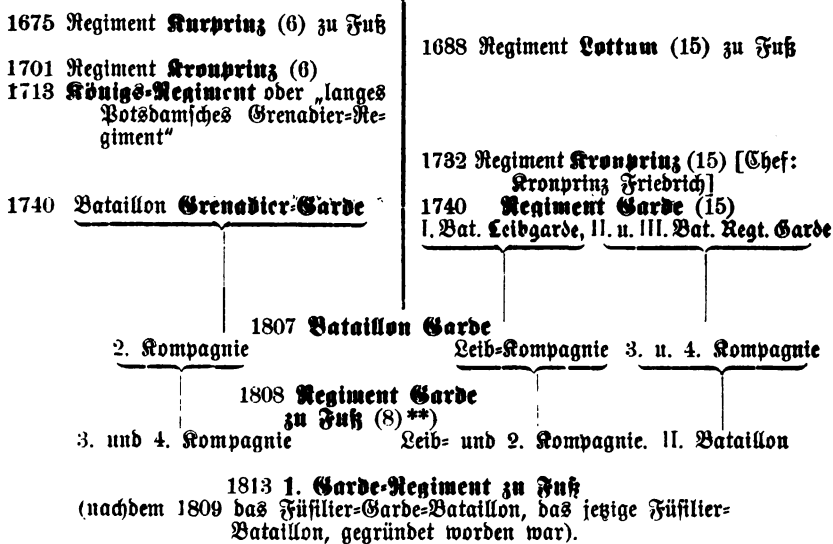 1675 Regiment Kurprinz (6) zu Fuß
1701 Regiment Kronprinz (6)
1713 Königs-Regiment oder „langes
Potsdamsches Grenadier-Re-
giment“
1740 Bataillon Grenadier-Garde
1688 Regiment Lottum (15) zu Fuß
1732 Regiment Kronprinz (15) [Chef:
Kronprinz Friedrich]
1740 Regiment Garde (15)
I. Bat. Leibgarde, II. u. III. Bat. Regt. Garde
1807 Bataillon Garde
2. Kompagnie Leib-Kompagnie 3. u. 4. Kompagnie
1808 Regiment Garde
zu Fuß (8) **)
3. und 4. Kompagnie Leib- und 2. Kompagnie. II. Bataillon
1813 1. Garde-Regiment zu Fuß
(nachdem 1809 das Füsilier-Garde-Bataillon, das jetzige Füsilier-
Bataillon, gegründet worden war).